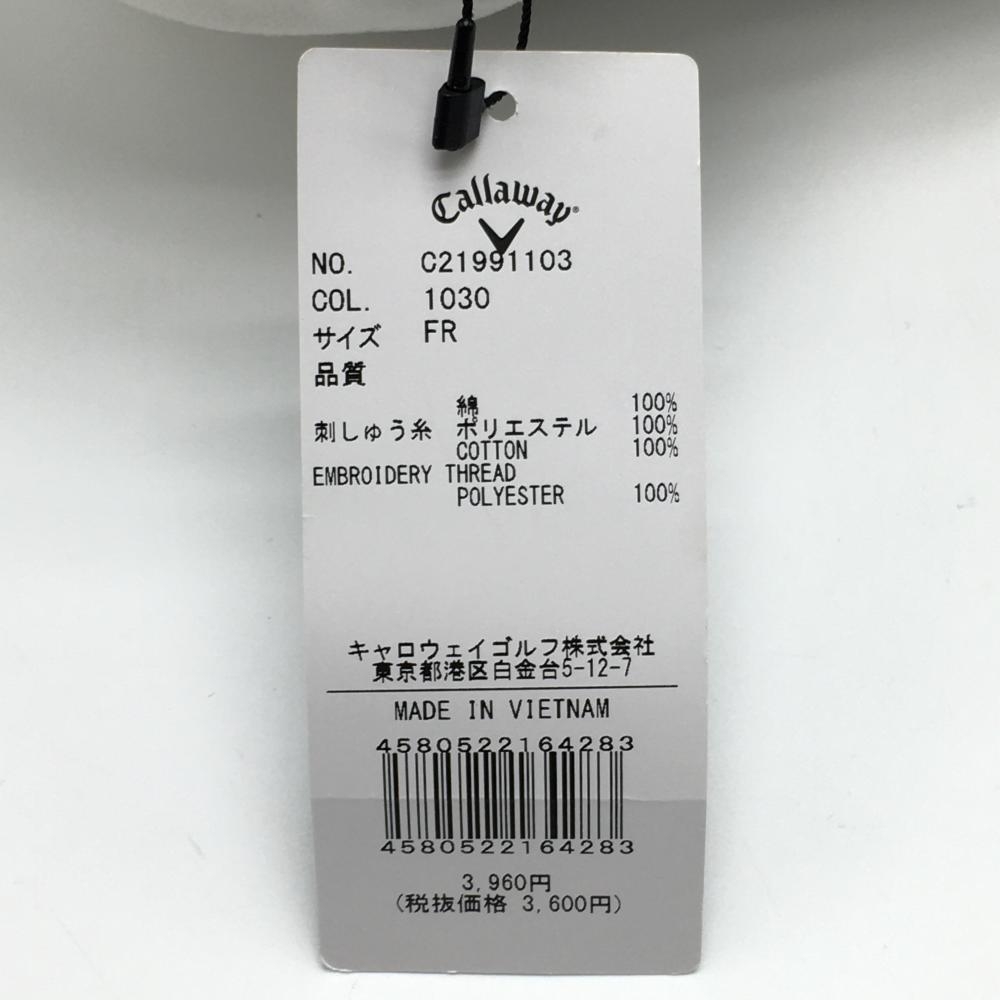 Callaway®
NO. C21991103
COL. 1030
サイズ FR
品質
綿 100%
刺しゅう糸 ポリエステル 100%
COTTON 100%
EMBROIDERY THREAD
POLYESTER 100%
キャロウェイゴルフ株式会社
東京都港区白金台5-12-7
MADE IN VIETNAM
4580522164283
4580522164283
3,960円
(税抜価格 3,600円)